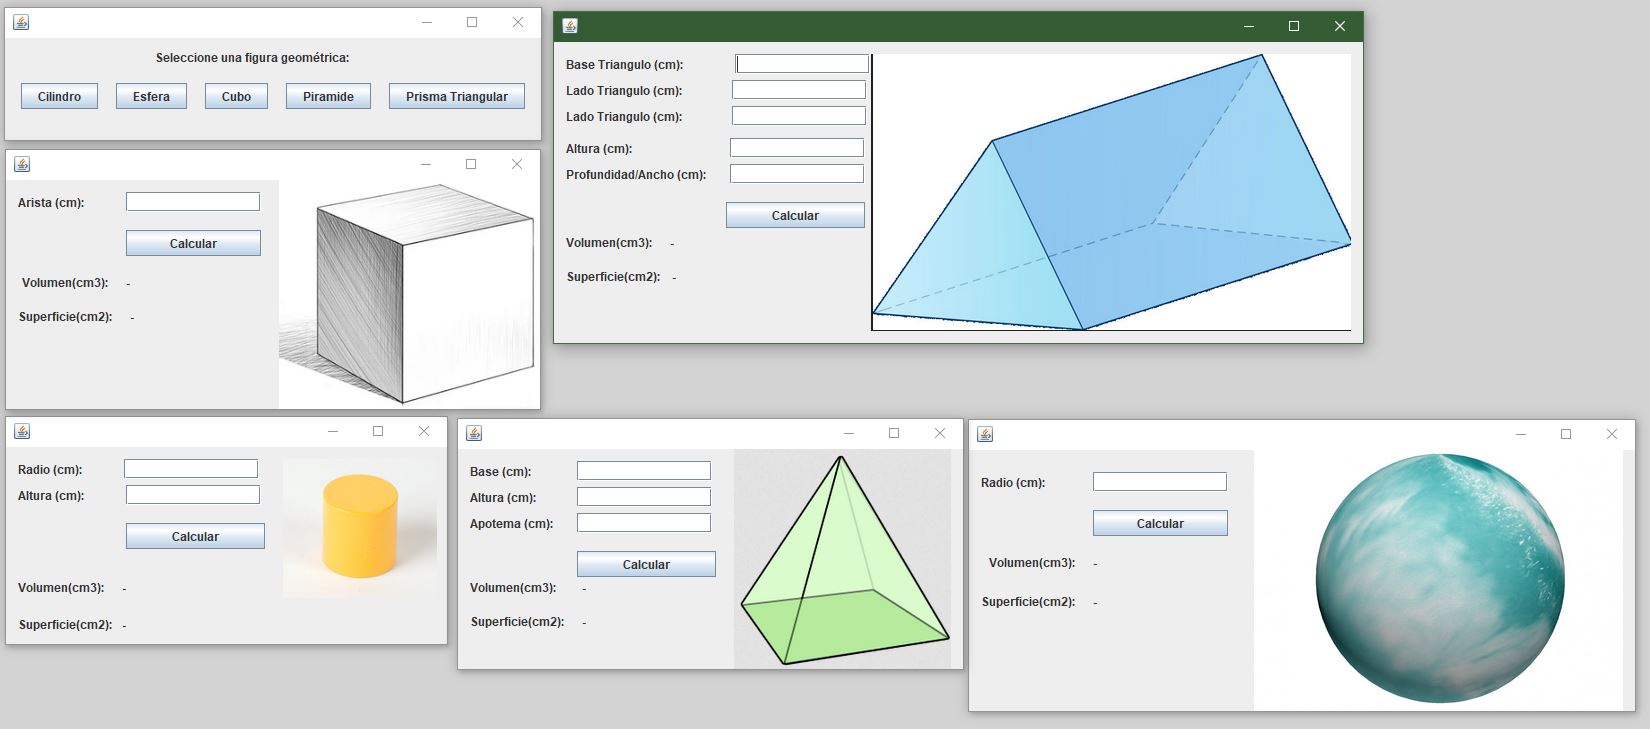 Seleccione una figura geométrica:
Cilindro Esfera Cubo Piramide Prisma Triangular
Base Triangulo (cm):
Lado Triangulo (cm):
Lado Triangulo (cm):
Altura (cm):
Profundidad/Ancho (cm):
Calcular
Volumen(cm3): -
Superficie(cm2): -
Arista (cm):
Calcular
Volumen(cm3): -
Superficie(cm2): -
Radio (cm):
Altura (cm):
Calcular
Volumen(cm3): -
Superficie(cm2): -
Base (cm):
Altura (cm):
Apotema (cm):
Calcular
Volumen(cm3): -
Superficie(cm2): -
Radio (cm):
Calcular
Volumen(cm3): -
Superficie(cm2): -